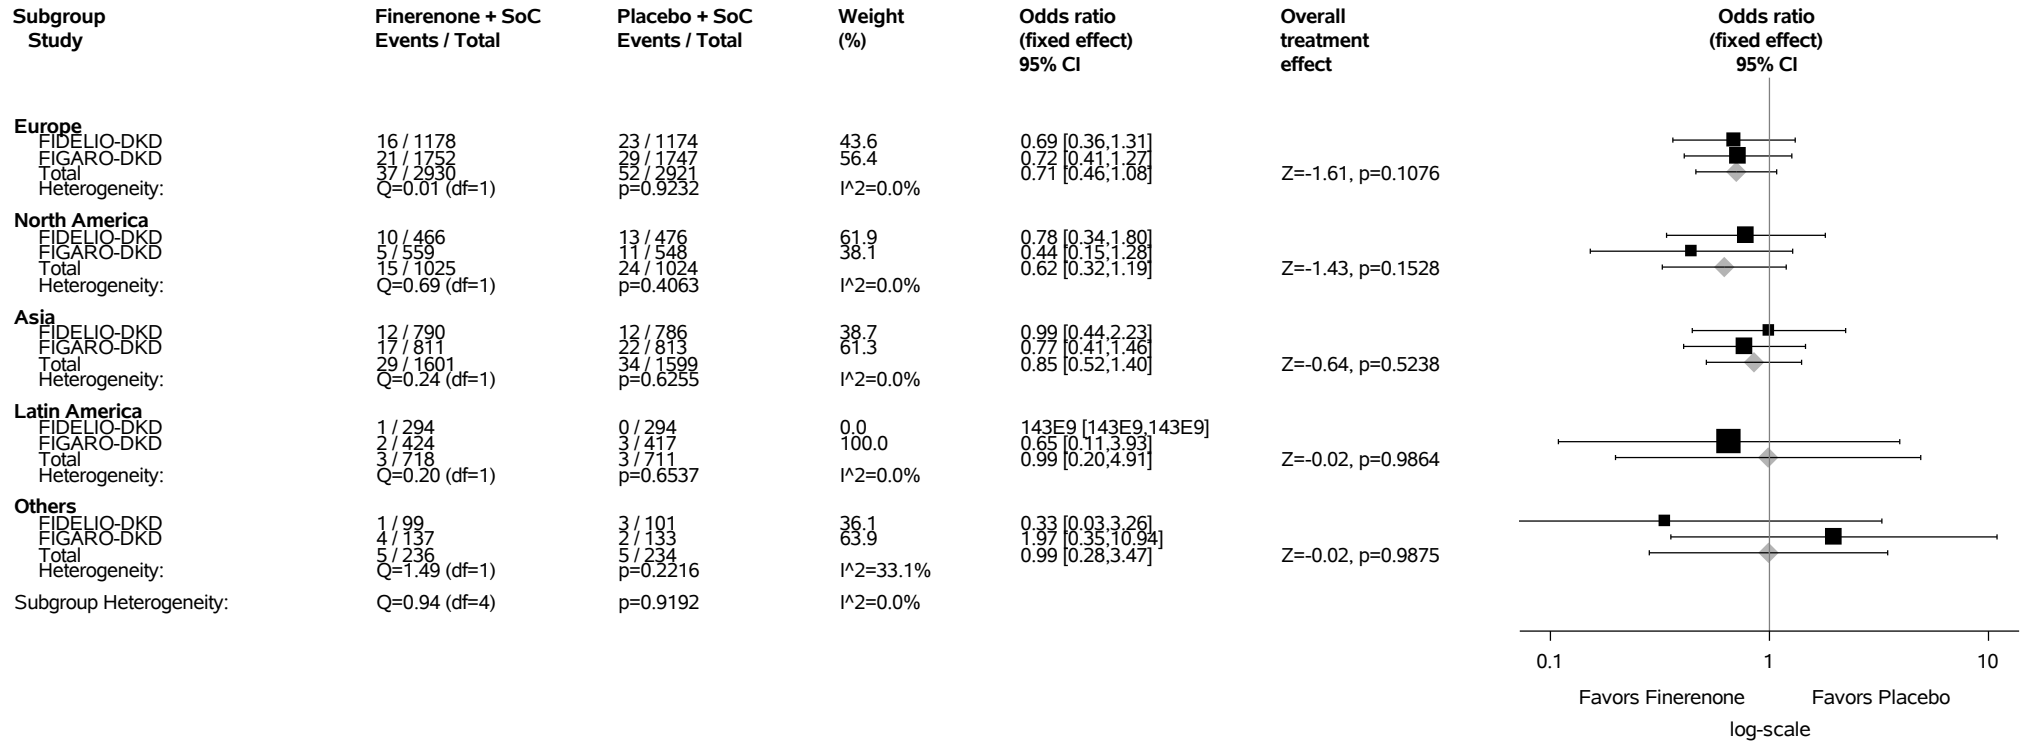 Subgroup Finerenone + SoC Placebo + SoC Weight Odds ratio Overall Odds ratio
Study Events / Total Events / Total (%) (fixed effect) treatment (fixed effect)
95% CI effect 95% CI
Europe
FIDELIO-DKD 16 / 1178 23 / 1174 43.6 0.69 [0.36,1.31]
FIGARO-DKD 21 / 1752 29 / 1747 56.4 0.72 [0.41,1.27]
Total 37 / 2930 52 / 2921 0.71 [0.46,1.08] Z=-1.61, p=0.1076
Heterogeneity: Q=0.01 (df=1) p=0.9232 I^2=0.0%
North America
FIDELIO-DKD 10 / 466 13 / 476 61.9 0.78 [0.34,1.80]
FIGARO-DKD 5 / 559 11 / 548 38.1 0.44 [0.15,1.28]
Total 15 / 1025 24 / 1024 0.62 [0.32,1.19] Z=-1.43, p=0.1528
Heterogeneity: Q=0.69 (df=1) p=0.4063 I^2=0.0%
Asia
FIDELIO-DKD 12 / 790 12 / 786 38.7 0.99 [0.44,2.23]
FIGARO-DKD 17 / 811 22 / 813 61.3 0.77 [0.41,1.46]
Total 29 / 1601 34 / 1599 0.85 [0.52,1.40] Z=-0.64, p=0.5238
Heterogeneity: Q=0.24 (df=1) p=0.6255 I^2=0.0%
Latin America
FIDELIO-DKD 1 / 294 0 / 294 0.0 143E9 [143E9,143E9]
FIGARO-DKD 2 / 424 3 / 417 100.0 0.65 [0.11,3.93]
Total 3 / 718 3 / 711 0.99 [0.20,4.91] Z=-0.02, p=0.9864
Heterogeneity: Q=0.20 (df=1) p=0.6537 I^2=0.0%
Others
FIDELIO-DKD 1 / 99 3 / 101 36.1 0.33 [0.03,3.26]
FIGARO-DKD 4 / 137 2 / 133 63.9 1.97 [0.35,10.94]
Total 5 / 236 5 / 234 0.99 [0.28,3.47] Z=-0.02, p=0.9875
Heterogeneity: Q=1.49 (df=1) p=0.2216 I^2=33.1%
Subgroup Heterogeneity: Q=0.94 (df=4) p=0.9192 I^2=0.0%
0.1 1 10
Favors Finerenone Favors Placebo
log-scale